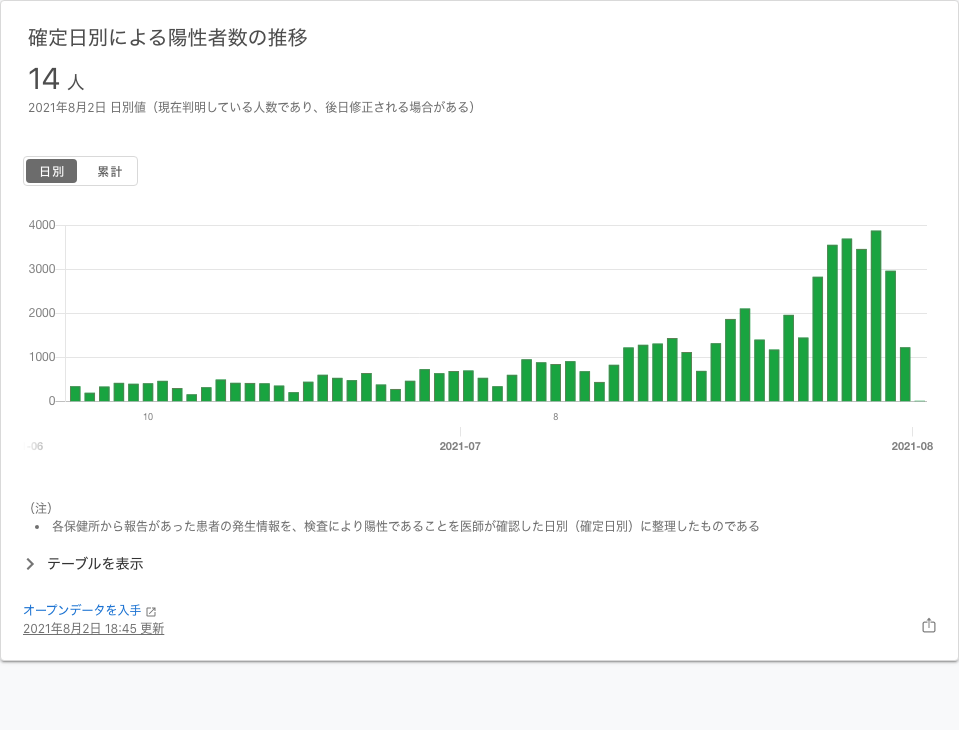 確定日別による陽性者数の推移
14 人
2021年8月2日 日別値（現在判明している人数であり、後日修正される場合がある）
日別 累計
4000
3000
2000
1000
0
10 8
-06 2021-07 2021-08
（注）
• 各保健所から報告があった患者の発生情報を、検査により陽性であることを医師が確認した日別（確定日別）に整理したものである
テーブルを表示
オープンデータを入手
2021年8月2日 18:45 更新